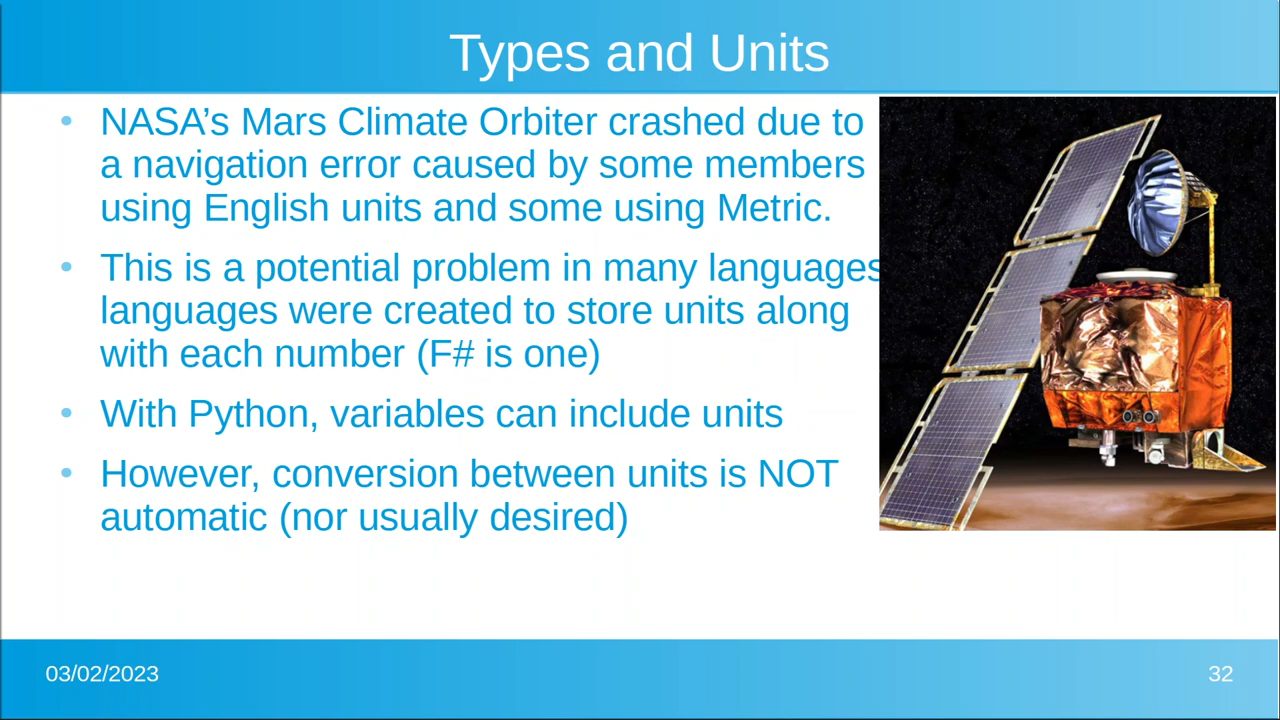 Types and Units
• NASA’s Mars Climate Orbiter crashed due to
a navigation error caused by some members
using English units and some using Metric.
• This is a potential problem in many languages
languages were created to store units along
with each number (F# is one)
• With Python, variables can include units
• However, conversion between units is NOT
automatic (nor usually desired)
03/02/2023
32